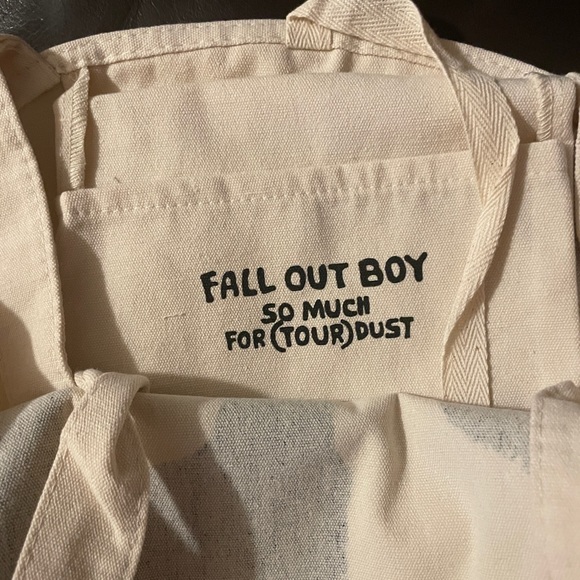 FALL OUT BOY
SO MUCH
FOR (TOUR) DUST